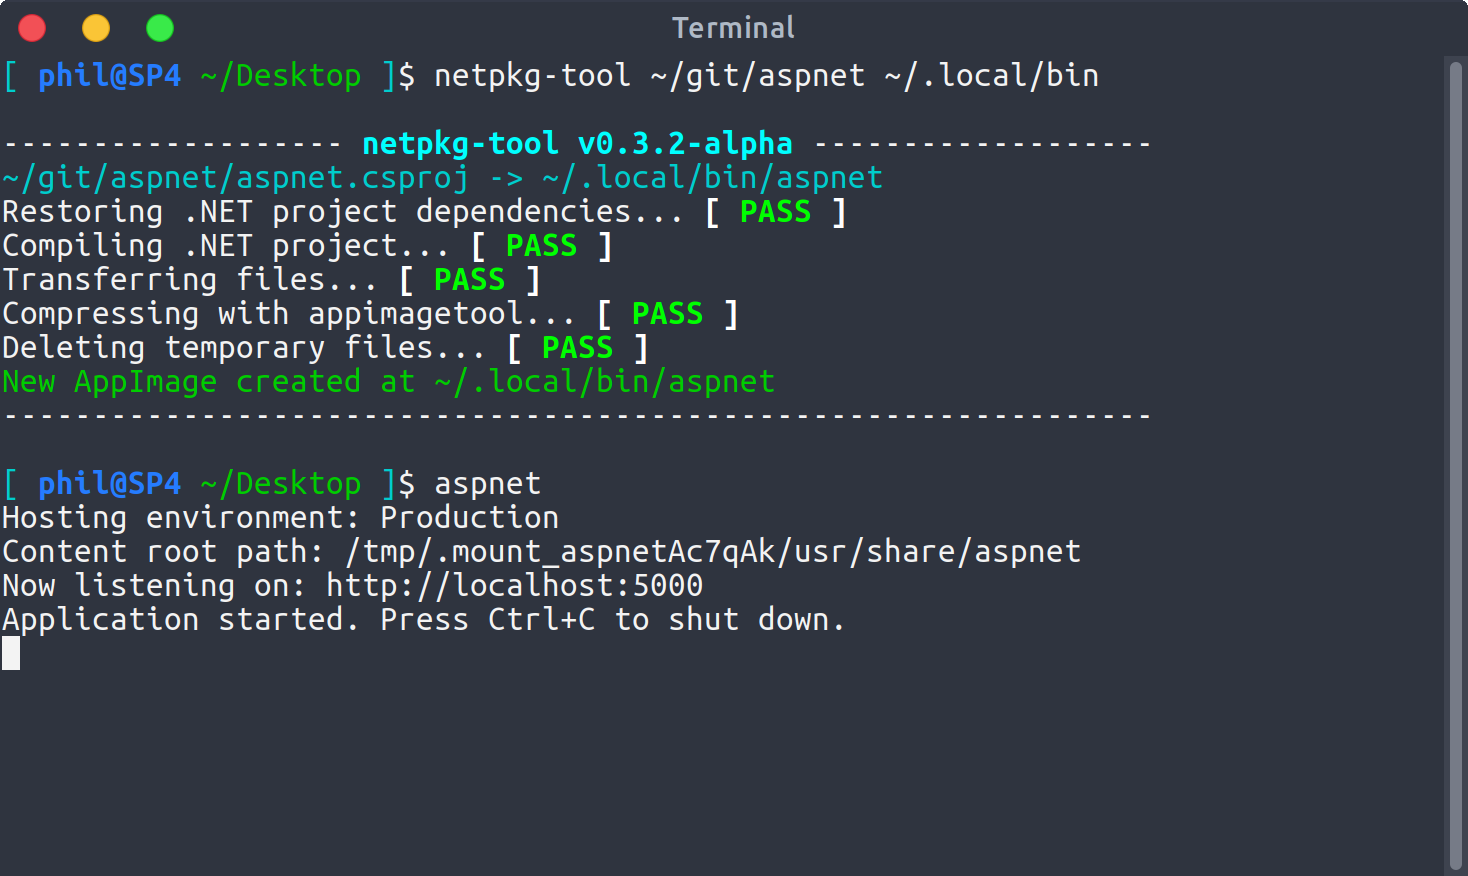 Terminal
[ phil@SP4 ~/Desktop ]$ netpkg-tool ~/git/aspnet ~/.local/bin
------------------- netpkg-tool v0.3.2-alpha -------------------
~/git/aspnet/aspnet.csproj -> ~/.local/bin/aspnet
Restoring .NET project dependencies... [ PASS ]
Compiling .NET project... [ PASS ]
Transferring files... [ PASS ]
Compressing with appimagetool... [ PASS ]
Deleting temporary files... [ PASS ]
New AppImage created at ~/.local/bin/aspnet
----------------------------------------------------------------
[ phil@SP4 ~/Desktop ]$ aspnet
Hosting environment: Production
Content root path: /tmp/.mount_aspnetAc7qAk/usr/share/aspnet
Now listening on: http://localhost:5000
Application started. Press Ctrl+C to shut down.